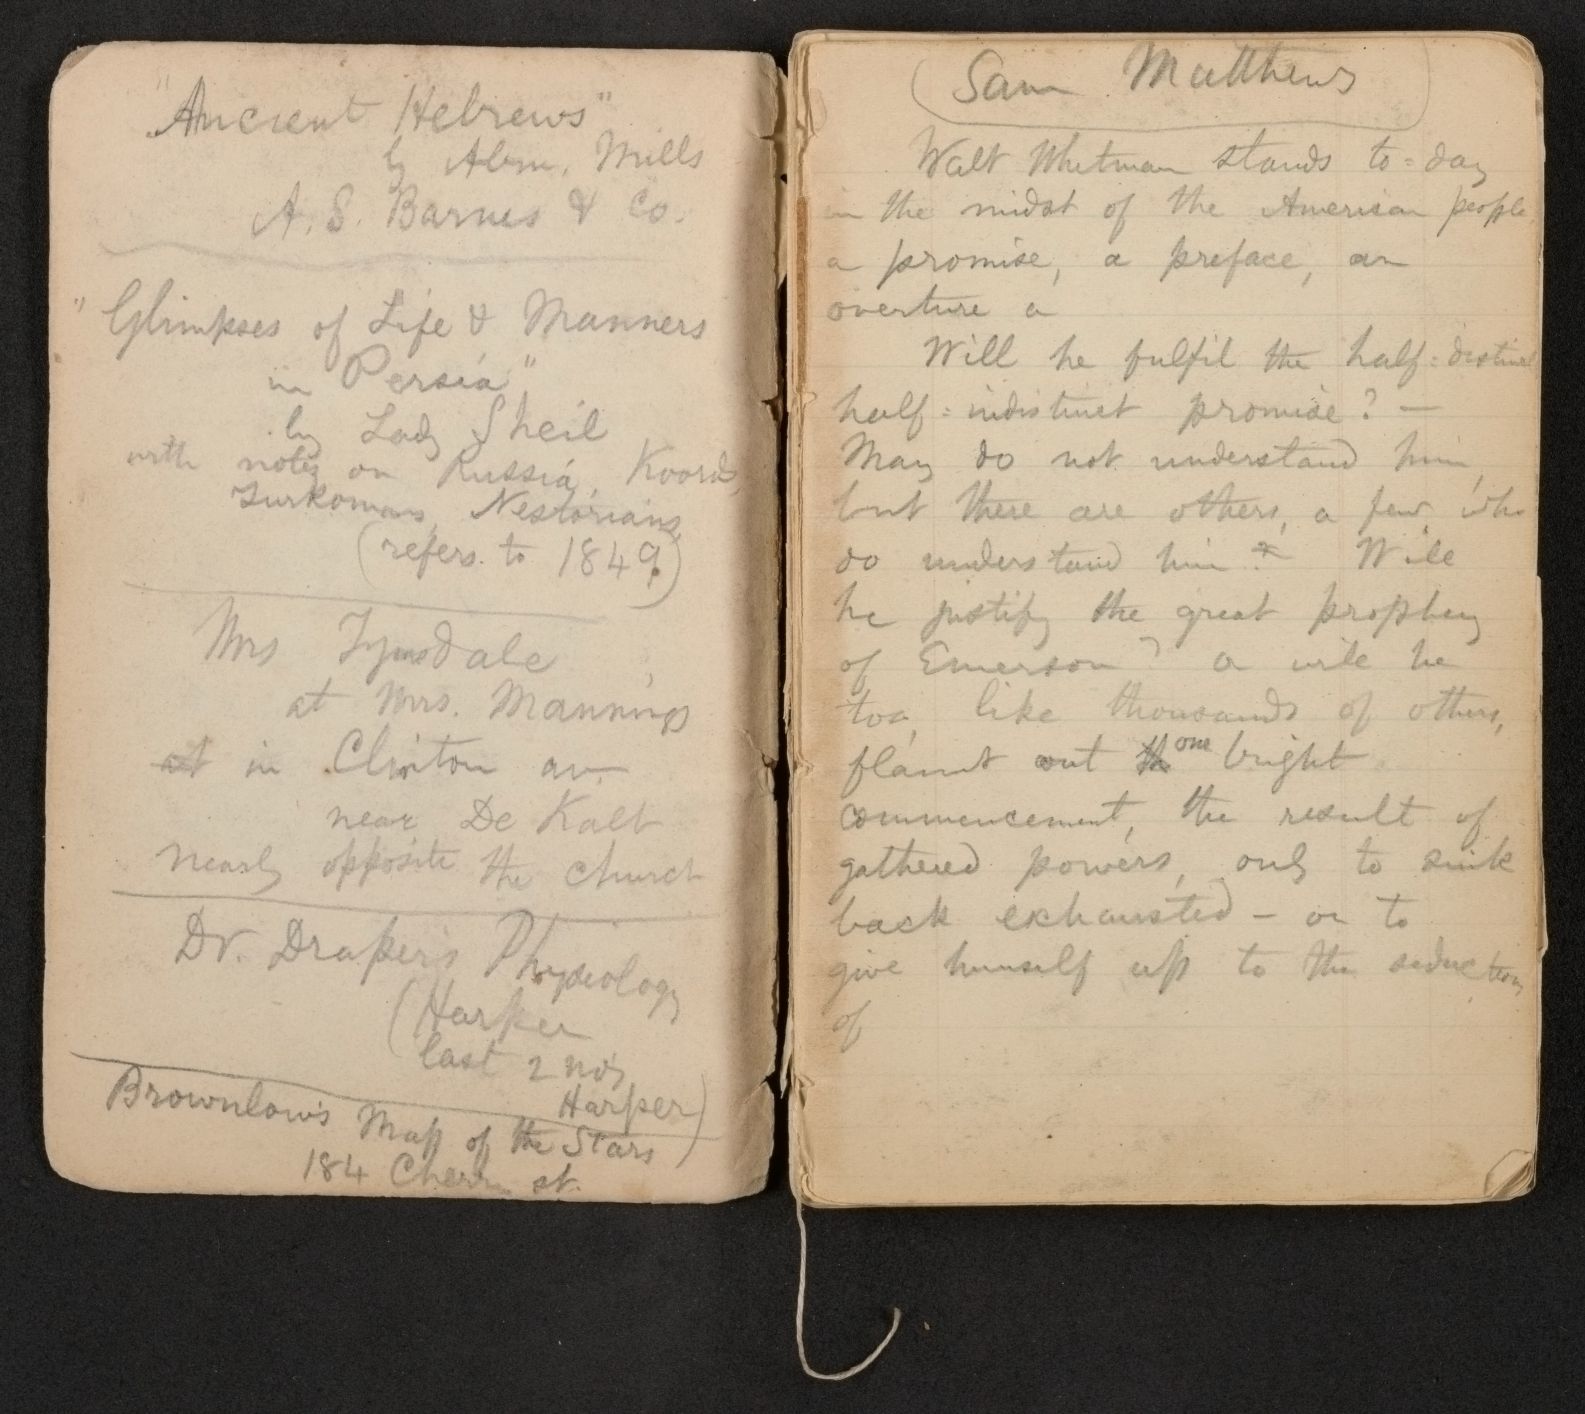 "Ancient Hebrews"
by Abm. Mills
A. S. Barnes & Co.
"Glimpses of Life & Manners
in Persia"
by Lady Sheil
with notes on Russia, Koords,
Turkomans, Nestorians,
(refers to 1849)
Mrs Tynsdale
at Mrs. Mannings
at in Clinton av.
near De Kalb
nearly opposite the church
Dr. Draper's Physiology
(Harper
last 2 no's
Harper)
Brownlow's Map of the Stars
184 Cherry st.
(Sam Matthews)
Walt Whitman stands to-day
in the midst of the American people
a promise, a preface, an
overture a
Will he fulfil the half-distinct
half-indistinct promise? —
Many do not understand him,
but there are others, a few, who
do understand him Will
he justify the great prophecy
of Emerson? or will he
too, like thousands of others,
flaunt out the one bright
commencement, the result of
gathered powers, only to sink
back exhausted — or to
give himself up to the seduction
of